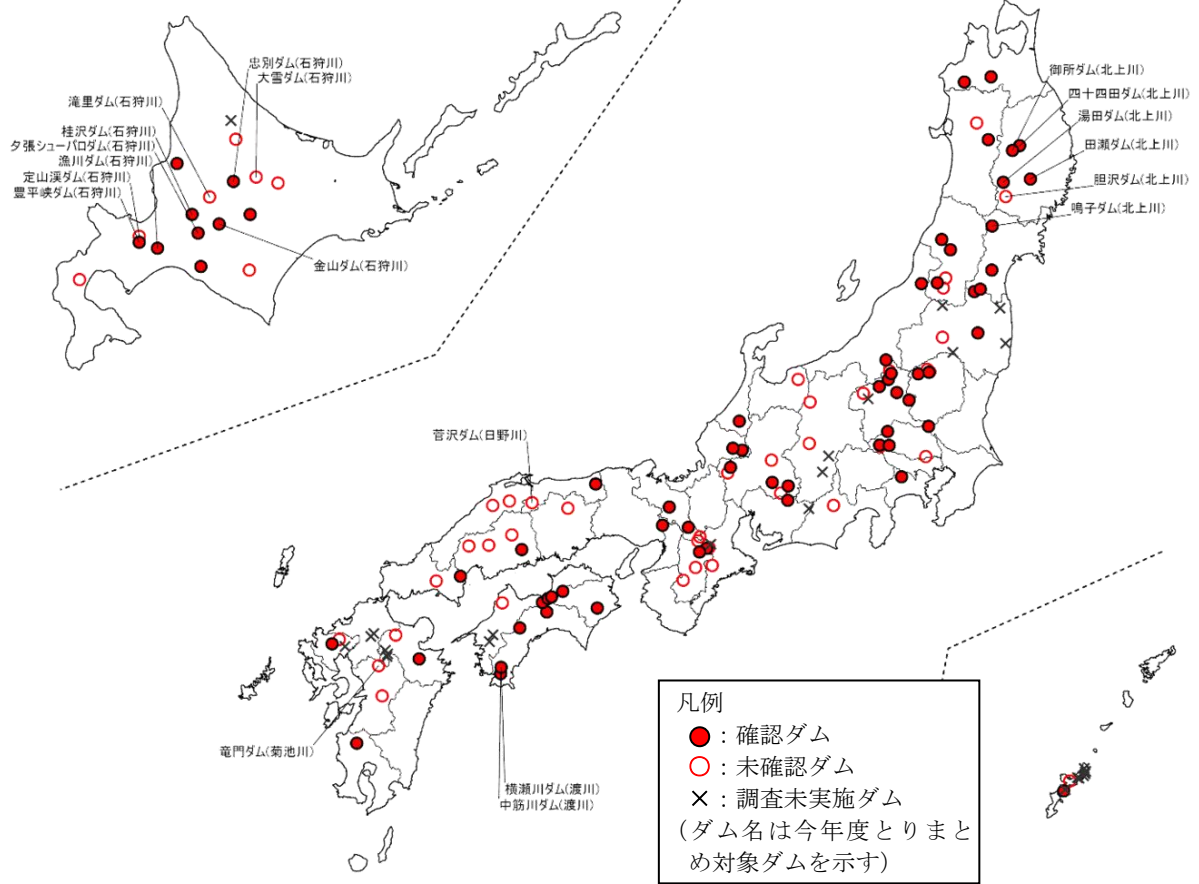 忠別ダム(石狩川)
大雪ダム(石狩川)
滝里ダム(石狩川)
桂沢ダム(石狩川)
夕張シューパロダム(石狩川)
漁川ダム(石狩川)
定山渓ダム(石狩川)
豊平峡ダム(石狩川)
金山ダム(石狩川)
御所ダム(北上川)
四十四田ダム(北上川)
湯田ダム(北上川)
田瀬ダム(北上川)
胆沢ダム(北上川)
鳴子ダム(北上川)
菅沢ダム(日野川)
竜門ダム(菊池川)
横瀬川ダム(渡川)
中筋川ダム(渡川)
凡例
：確認ダム
：未確認ダム
×：調査未実施ダム
(ダム名は今年度とりまと
め対象ダムを示す)